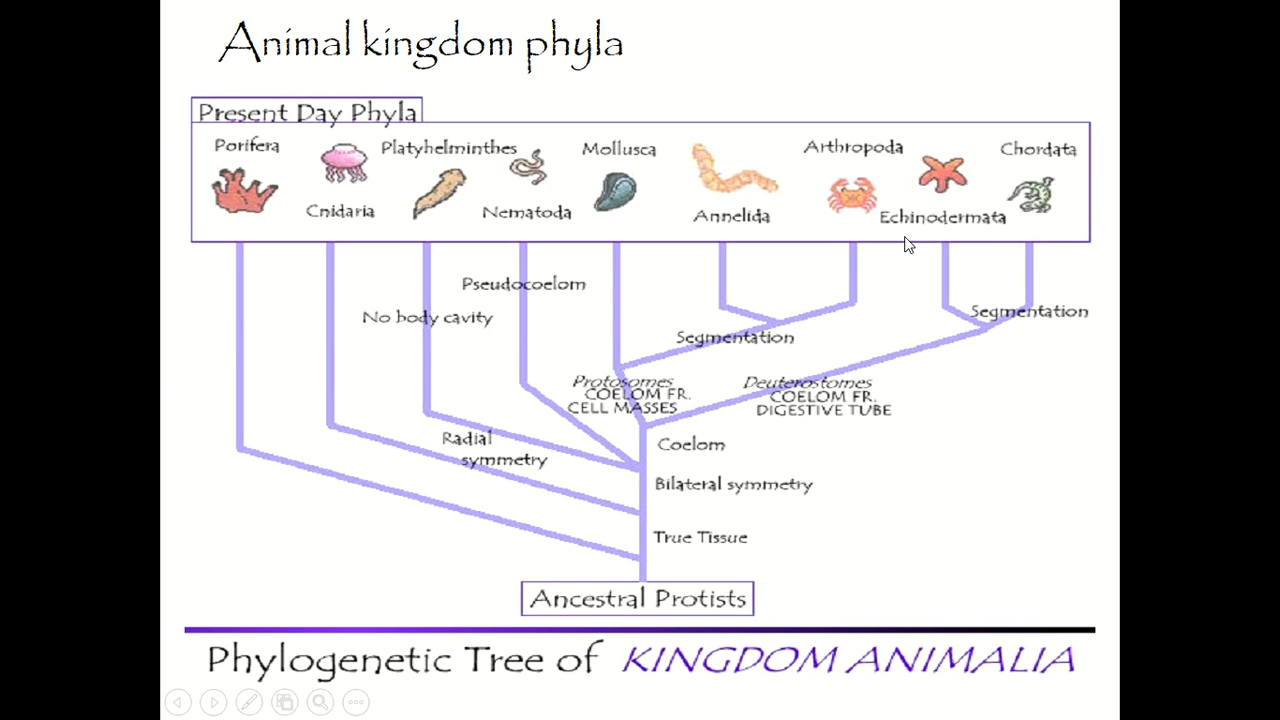 Animal kingdom phyla
Present Day Phyla
Porifera
Platyhelminthes
Mollusca
Arthropoda
Chordata
Cnidaria
Nematoda
Annelida
Echinodermata
Pseudocoelom
No body cavity
Segmentation
Segmentation
Protosomes
COELOM FR.
CELL MASSES
Deuterostomes
COELOM FR.
DIGESTIVE TUBE
Radial
symmetry
Coelom
Bilateral symmetry
True Tissue
Ancestral Protists
Phylogenetic Tree of KINGDOM ANIMALIA